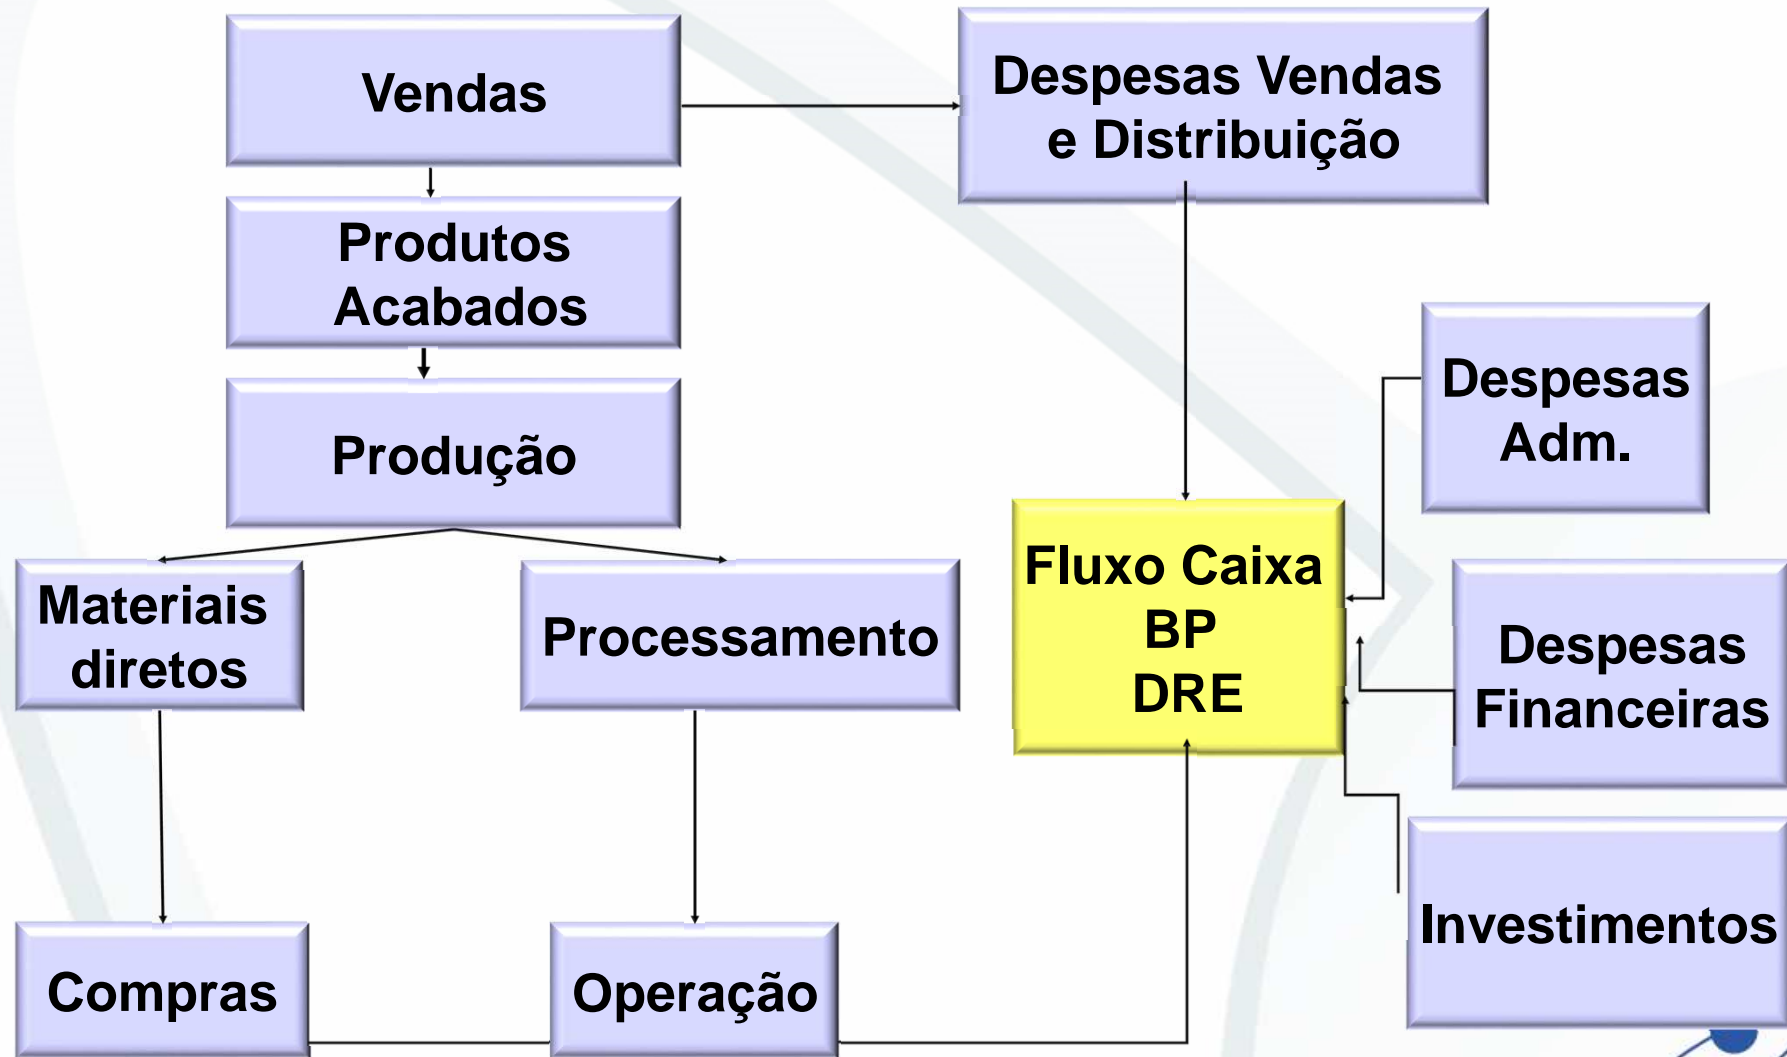 Vendas
Despesas Vendas
e Distribuição
Produtos
Acabados
Produção
Despesas
Adm.
Materiais
diretos
Processamento
Fluxo Caixa
BP
DRE
Despesas
Financeiras
Investimentos
Compras
Operação